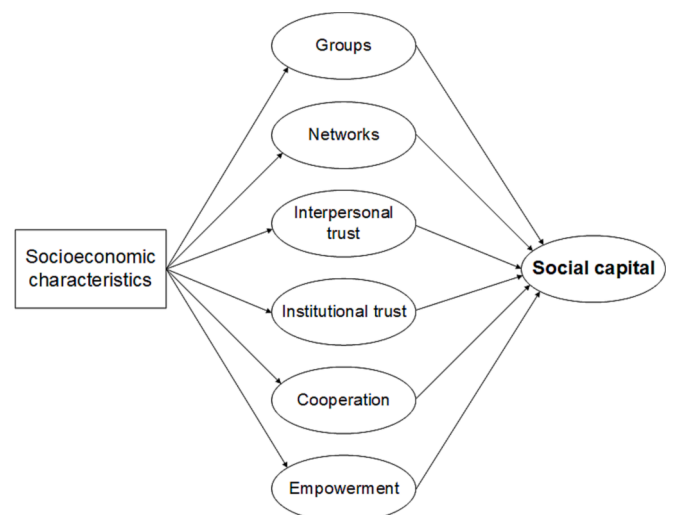 Groups
Networks
Interpersonal
trust
Socioeconomic
characteristics
Social capital
Institutional trust
Cooperation
Empowerment